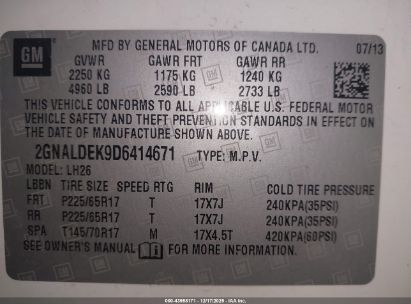 GM
MFD BY GENERAL MOTORS OF CANADA LTD. 07/13
GVWR GAWR FRT GAWR RR
2250 KG 1175 KG 1240 KG
4960 LB 2590 LB 2733 LB
THIS VEHICLE CONFORMS TO ALL APPLICABLE U.S. FEDERAL MOTOR
VEHICLE SAFETY AND THEFT PREVENTION STANDARDS IN EFFECT ON
THE DATE OF MANUFACTURE SHOWN ABOVE.
2GNALDEK9D6414671 TYPE: M.P.V.
MODEL: LH26
LBBN TIRE SIZE SPEED RTG RIM COLD TIRE PRESSURE
FRT P225/65R17 T 17X7J 240KPA(35PSI)
RR P225/65R17 T 17X7J 240KPA(35PSI)
SPA T145/70R17 M 17X4.5T 420KPA(60PSI)
SEE OWNER'S MANUAL FOR MORE INFORMATION